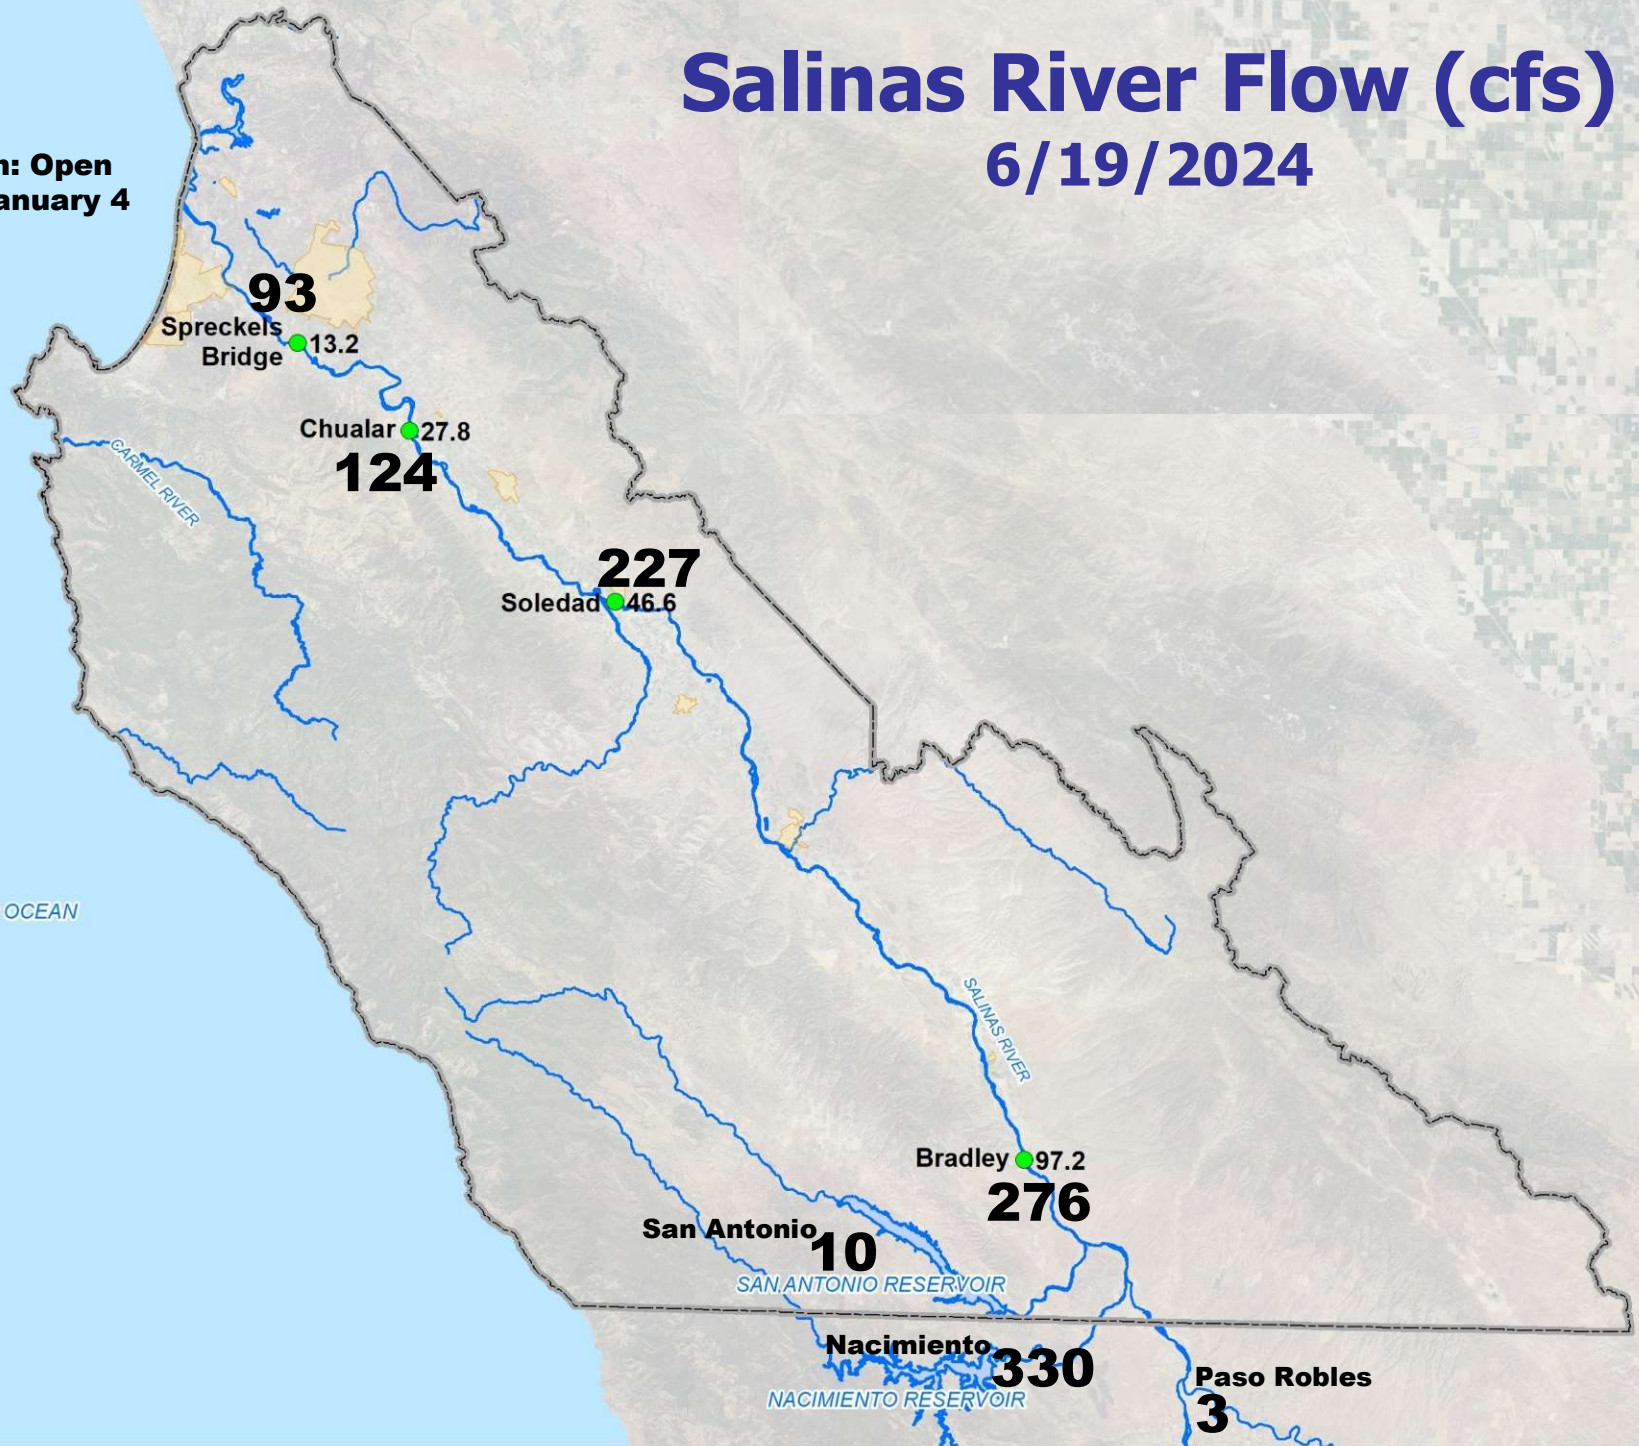 Salinas River Flow (cfs)
6/19/2024
: Open
anuary 4
93
Spreckels
Bridge
13.2
Chualar
27.8
124
CARMEL RIVER
227
Soledad
46.6
OCEAN
SALINAS RIVER
Bradley
97.2
276
San Antonio
10
SAN ANTONIO RESERVOIR
Nacimiento
330
NACIMIENTO RESERVOIR
Paso Robles
3